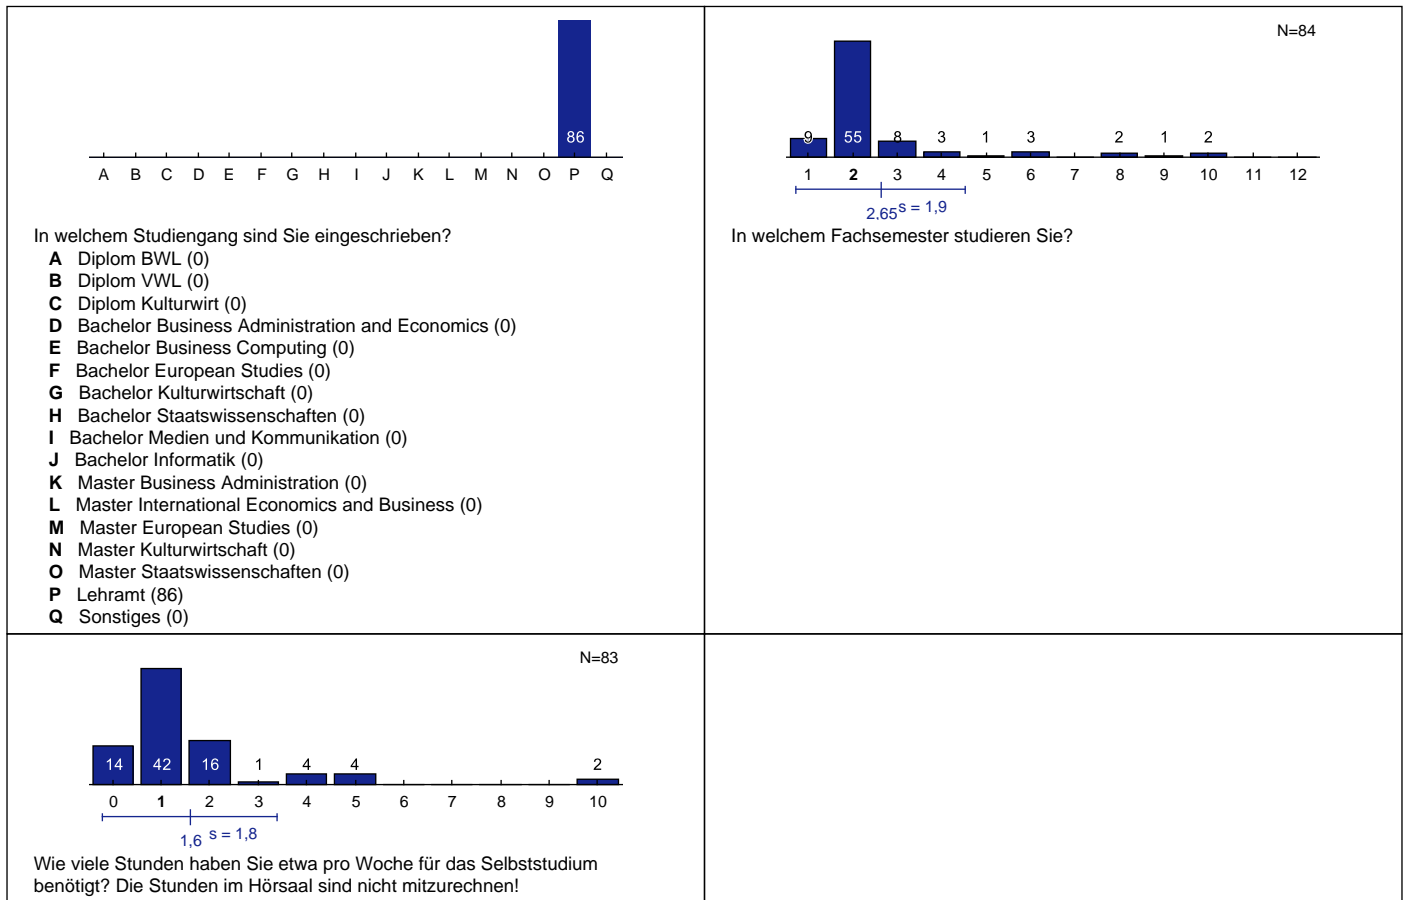 86
A B C D E F G H I J K L M N O P Q
In welchem Studiengang sind Sie eingeschrieben?
A Diplom BWL (0)
B Diplom VWL (0)
C Diplom Kulturwirt (0)
D Bachelor Business Administration and Economics (0)
E Bachelor Business Computing (0)
F Bachelor European Studies (0)
G Bachelor Kulturwirtschaft (0)
H Bachelor Staatswissenschaften (0)
I Bachelor Medien und Kommunikation (0)
J Bachelor Informatik (0)
K Master Business Administration (0)
L Master International Economics and Business (0)
M Master European Studies (0)
N Master Kulturwirtschaft (0)
O Master Staatswissenschaften (0)
P Lehramt (86)
Q Sonstiges (0)
N=84
9 55 8 3 1 3 2 1 2
1 2 3 4 5 6 7 8 9 10 11 12
2,65 s = 1,9
In welchem Fachsemester studieren Sie?
N=83
14 42 16 1 4 4 2
0 1 2 3 4 5 6 7 8 9 10
1,6 s = 1,8
Wie viele Stunden haben Sie etwa pro Woche für das Selbststudium
benötigt? Die Stunden im Hörsaal sind nicht mitzurechnen!